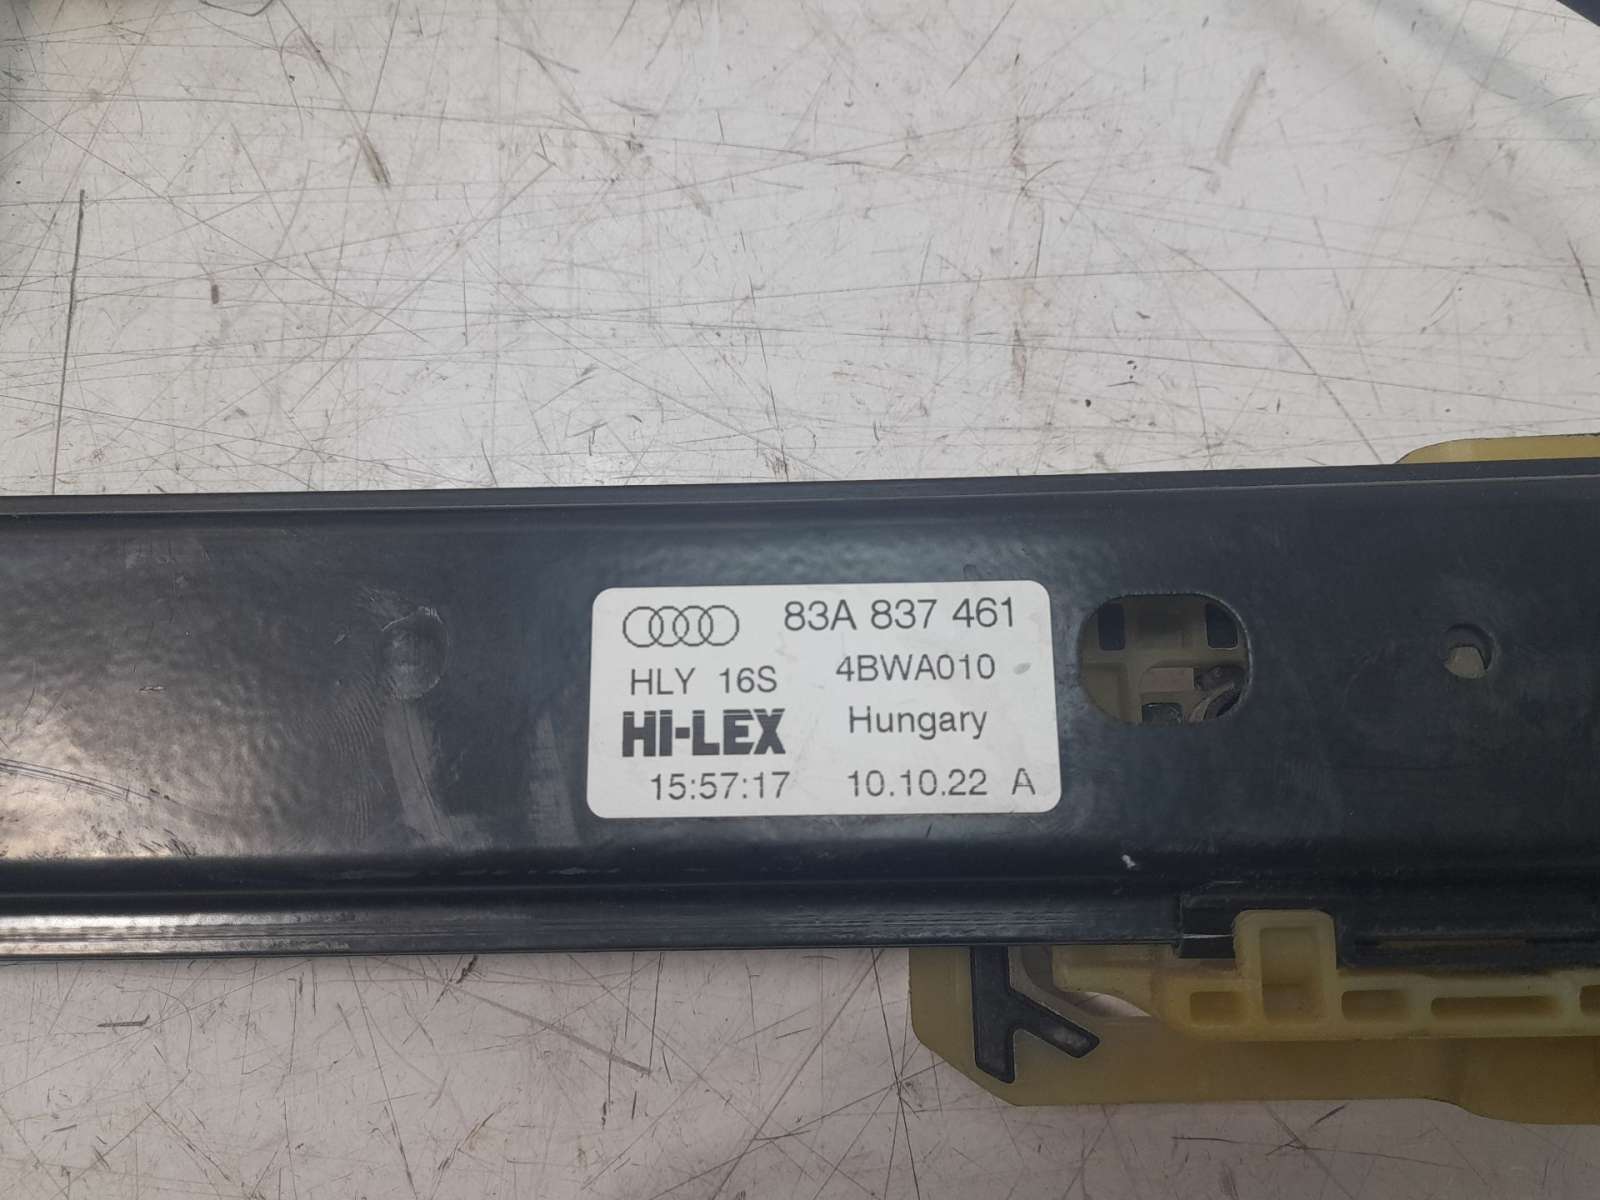 83A 837 461
HLY 16S 4BWA010
HI-LEX Hungary
15:57:17 10.10.22 A